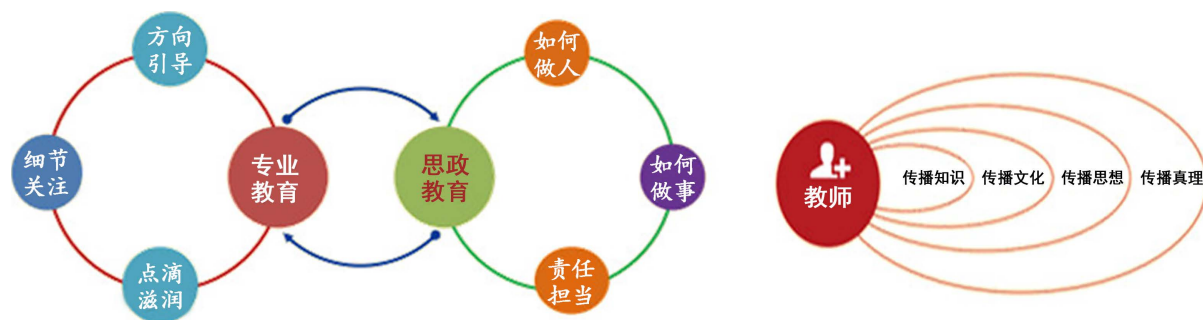 方向
引导
细节
关注
点滴
滋润
专业
教育
思政
教育
如何
做人
如何
做事
责任
担当
教师
传播知识
传播文化
传播思想
传播真理